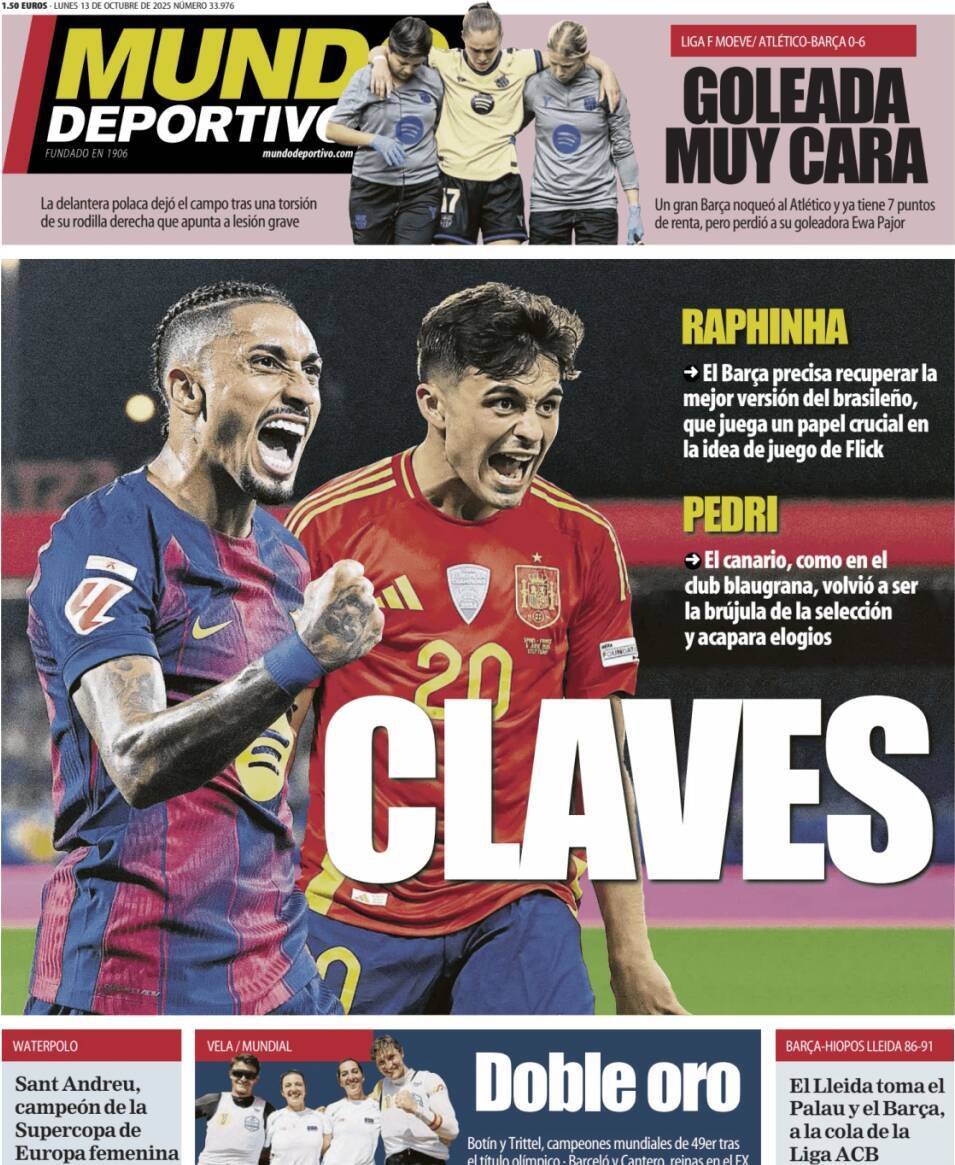 1.50 EUROS · LUNES 13 DE OCTUBRE DE 2025 NÚMERO 33.976
MUNDO
DEPORTIVO
FUNDADO EN 1906
mundodeportivo.com
La delantera polaca dejó el campo tras una torsión
de su rodilla derecha que apunta a lesión grave
17
LIGA F MOEVE/ ATLÉTICO-BARÇA 0-6
GOLEADA
MUY CARA
Un gran Barça noqueó al Atlético y ya tiene 7 puntos
de renta, pero perdió a su goleadora Ewa Pajor
RAPHINHA
➔ El Barça precisa recuperar la
mejor versión del brasileño,
que juega un papel crucial en
la idea de juego de Flick
PEDRI
➔ El canario, como en el
club blaugrana, volvió a ser
la brújula de la selección
y acapara elogios
20
CLAVES
WATERPOLO
Sant Andreu,
campeón de la
Supercopa de
Europa femenina
VELA / MUNDIAL
Doble oro
Botín y Trittel, campeones mundiales de 49er tras
el título olímpico · Barceló y Cantero, reinas en el FX
BARÇA-HIOPOS LLEIDA 86-91
El Lleida toma el
Palau y el Barça,
a la cola de la
Liga ACB